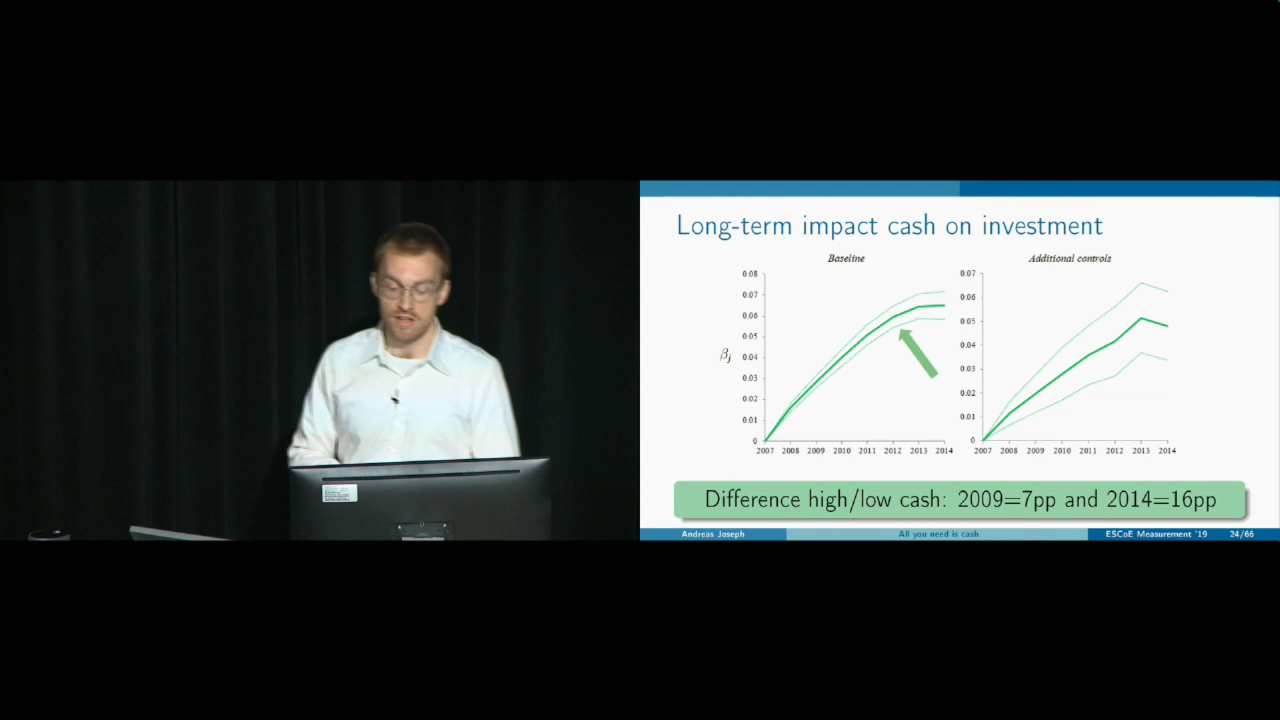 Long-term impact cash on investment
Baseline
0.08
0.07
0.06
0.05
0.04
0.03
0.02
0.01
0
βj
2007 2008 2009 2010 2011 2012 2013 2014
Additional controls
0.07
0.06
0.05
0.04
0.03
0.02
0.01
0
2007 2008 2009 2010 2011 2012 2013 2014
Difference high/low cash: 2009=7pp and 2014=16pp
Andreas Joseph
All you need is cash
ESCoE Measurement '19 24/66